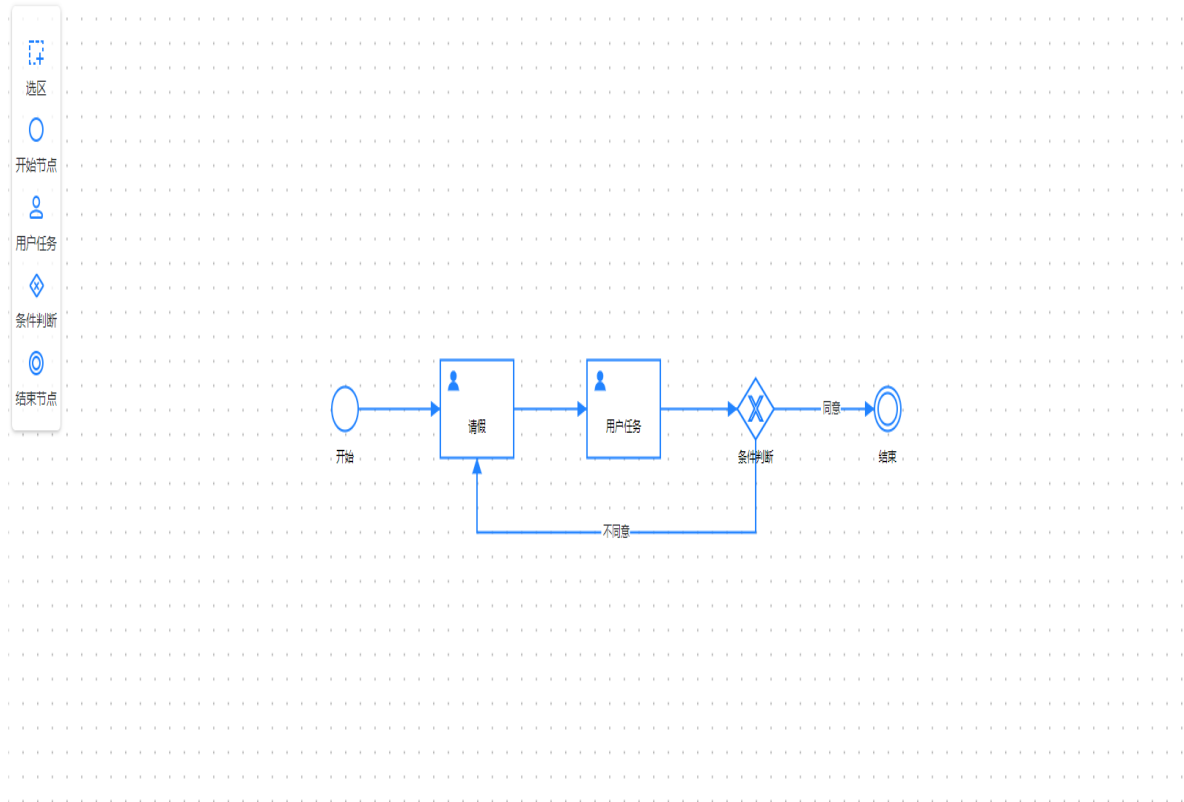 选区
开始节点
用户任务
条件判断
结束节点
请假
用户任务
同意
开始
条件判断
结束
不同意